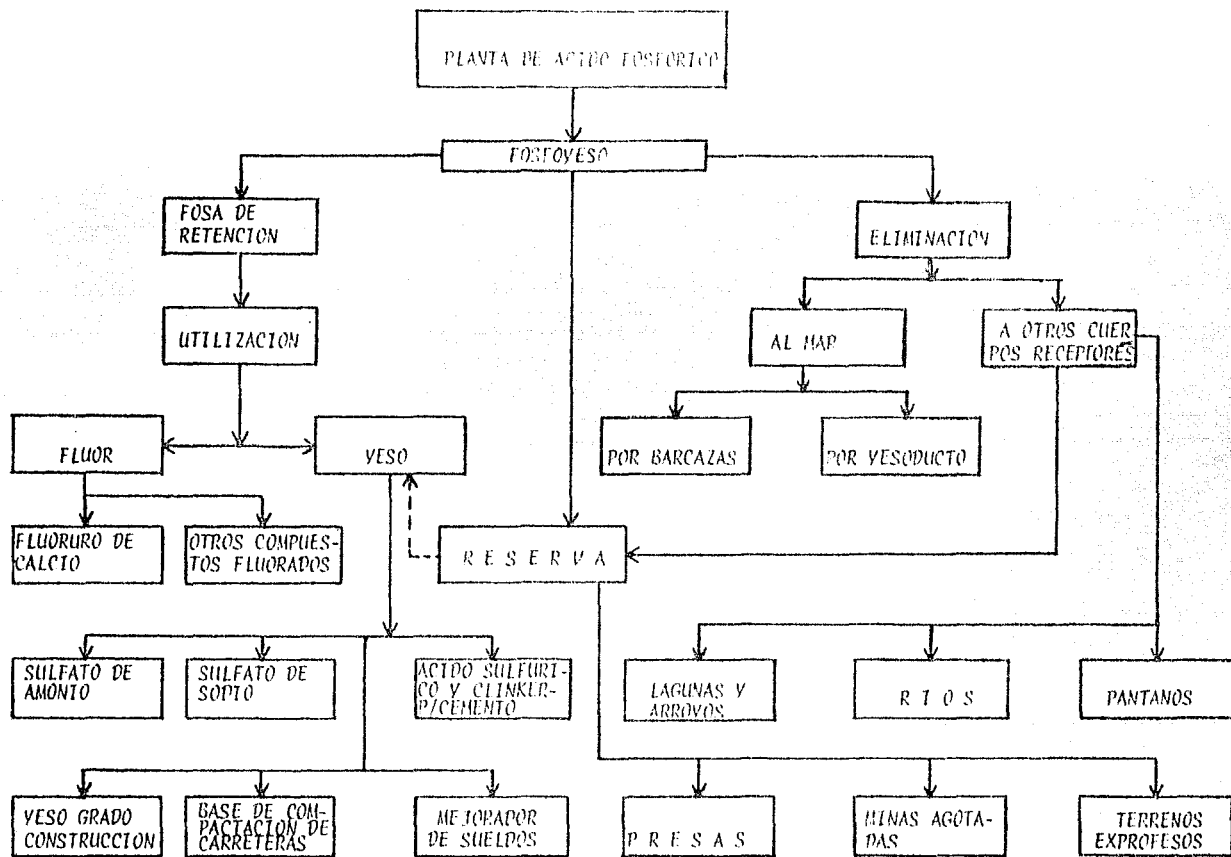 PLANTA DE ACIDO FOSFORICO
FOSFOYESO
FOSA DE
RETENCION
ELIMINACION
UTILIZACION
AL MAR
A OTROS CUER
POS RECEPTORES
FLUOR
YESO
POR BARCAZAS
POR YESODUCTO
FLUORURO DE
CALCIO
OTROS COMPUES-
TOS FLUORADOS
R E S E R V A
SULFATO DE
AMONIO
SULFATO DE
SODIO
ACIDO SULFURI-
CO Y CLINKER-
P/CEMENTO
LAGUNAS Y
ARROYOS
R I O S
PANTANOS
YESO GRADO
CONSTRUCCION
BASE DE COM-
PACTACION DE
CARRETERAS
MEJORADOR
DE SUELDOS
P R E S A S
MINAS AGOTA-
DAS
TERRENOS
EXPROFESOS